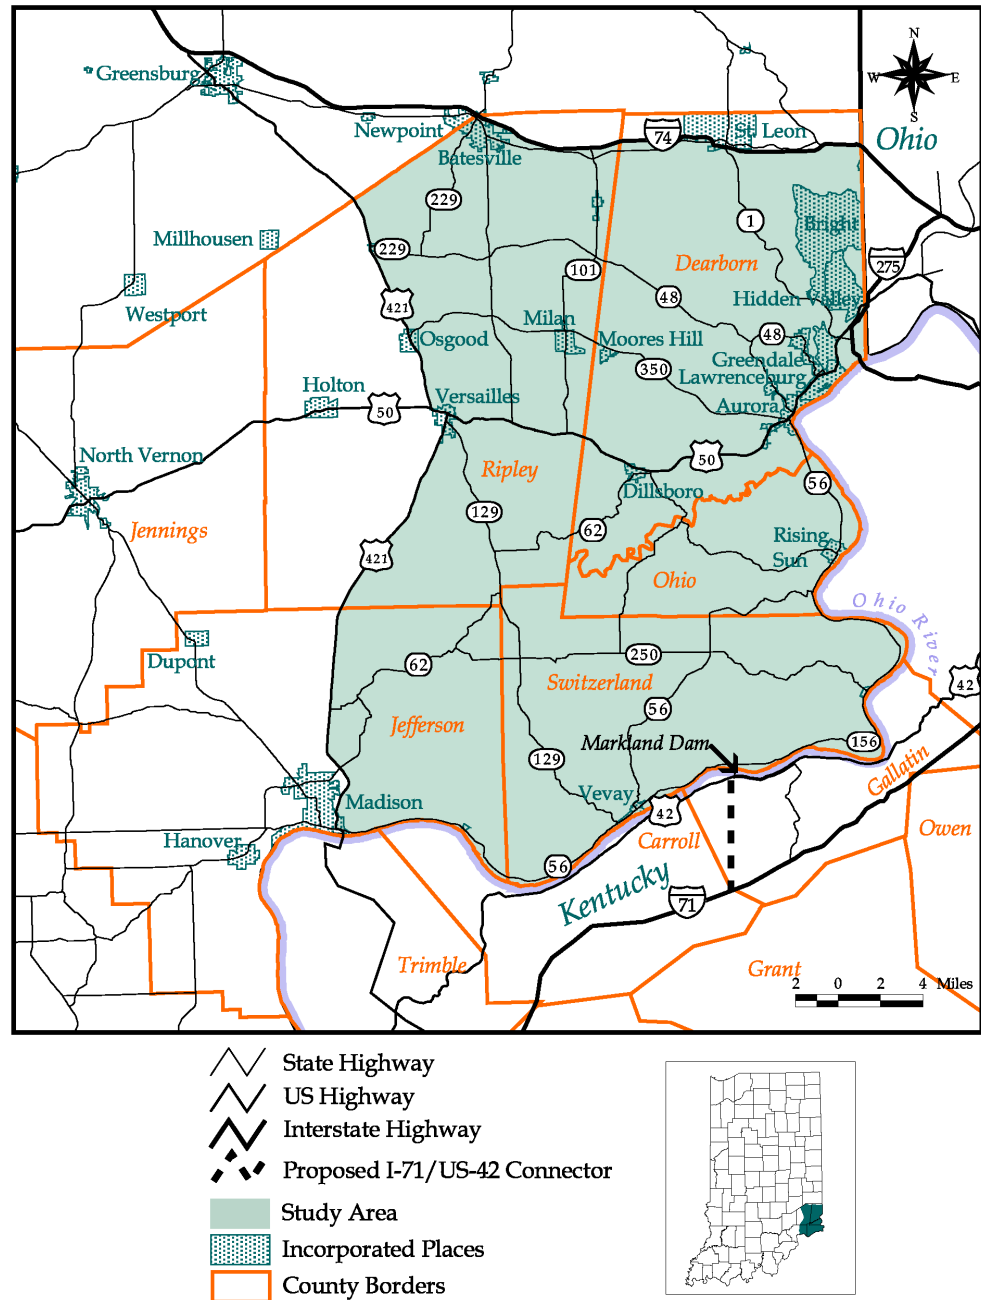 N
W
E
S
Greensburg
Newpoint
Batesville
74
St. Leon
Ohio
229
1
Bright
Millhousen
229
101
Dearborn
275
Westport
421
48
Hidden Valley
Osgood
Milan
Moores Hill
48
Greendale
350
Lawrenceburg
Holton
50
Versailles
Aurora
North Vernon
Ripley
50
Dillsboro
56
Jennings
129
62
Rising
Sun
421
Ohio
Ohio River
Dupont
62
250
42
Switzerland
56
Jefferson
Markland Dam
156
129
Gallatin
Madison
Vevay
42
Hanover
Carroll
Owen
56
Kentucky
71
Trimble
Grant
2 0 2 4 Miles
State Highway
US Highway
Interstate Highway
Proposed I-71/US-42 Connector
Study Area
Incorporated Places
County Borders